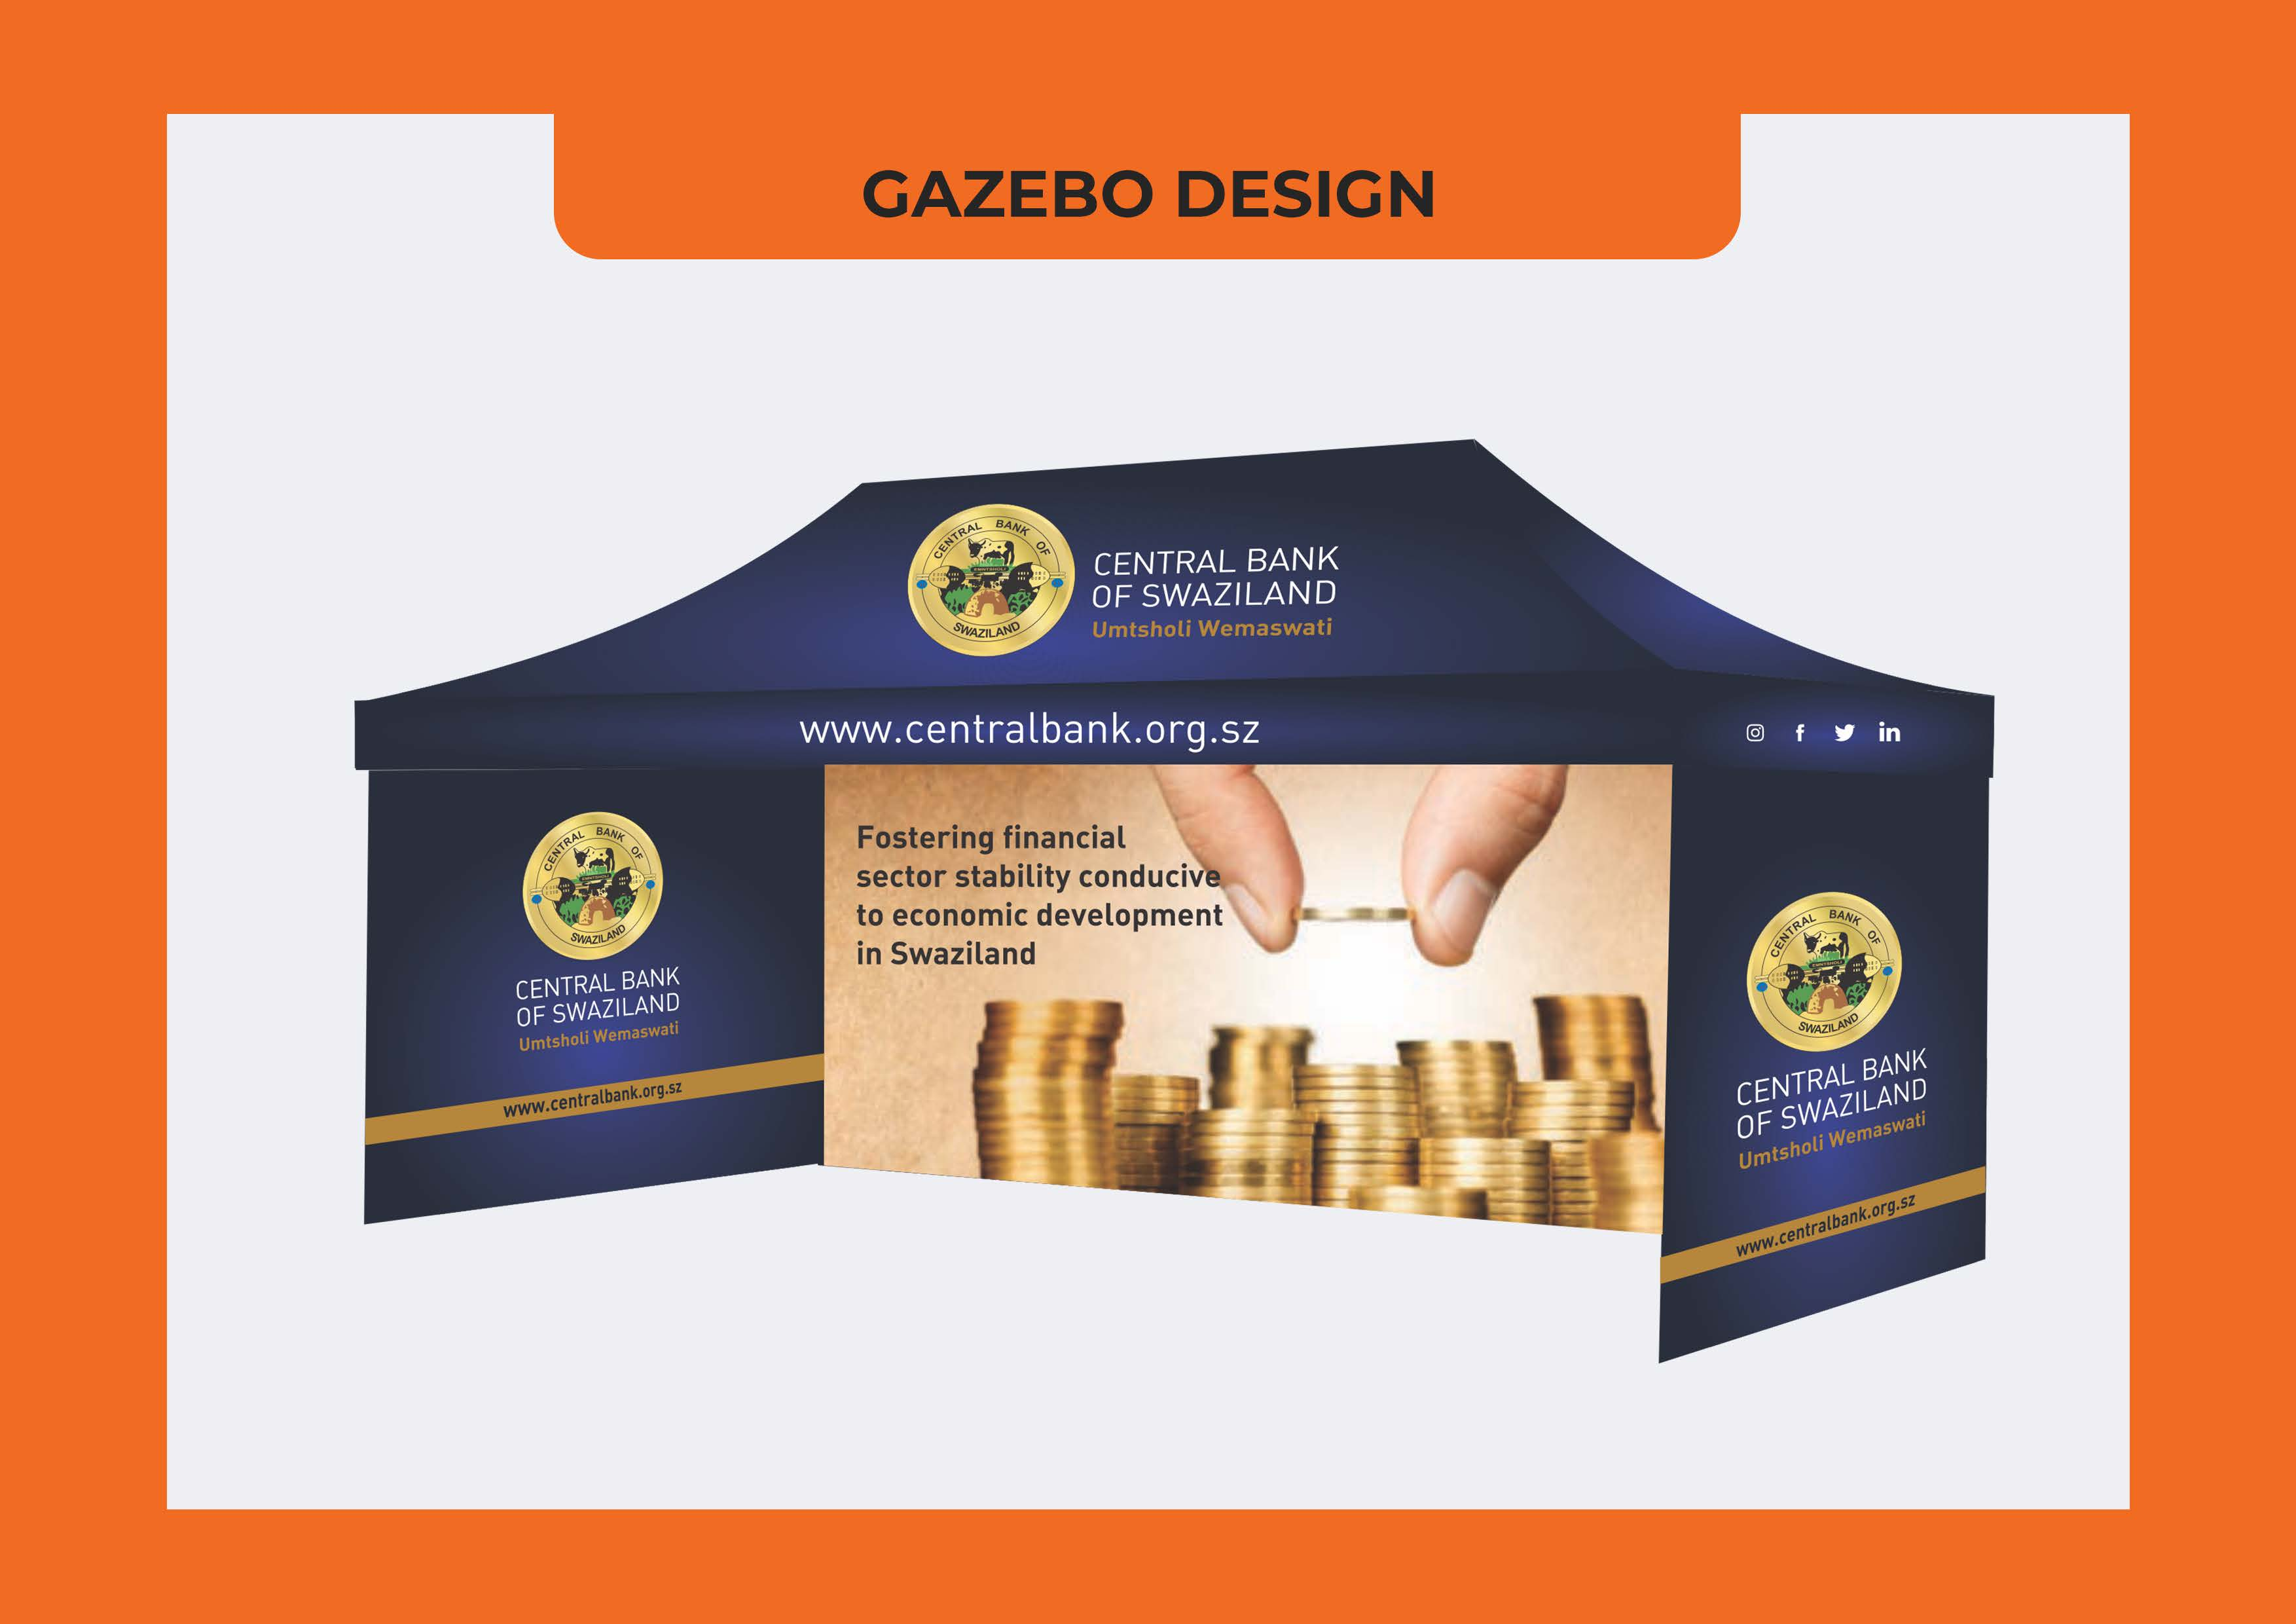 GAZEBO DESIGN
CENTRAL BANK OF
SWAZILAND
CENTRAL BANK
OF SWAZILAND
Umtsholi Wemaswati
www.centralbank.org.sz
Fostering financial
sector stability conducive
to economic development
in Swaziland
CENTRAL BANK OF
SWAZILAND
CENTRAL BANK
OF SWAZILAND
Umtsholi Wemaswati
www.centralbank.org.sz
CENTRAL BANK OF
SWAZILAND
CENTRAL BANK
OF SWAZILAND
Umtsholi Wemaswati
www.centralbank.org.sz